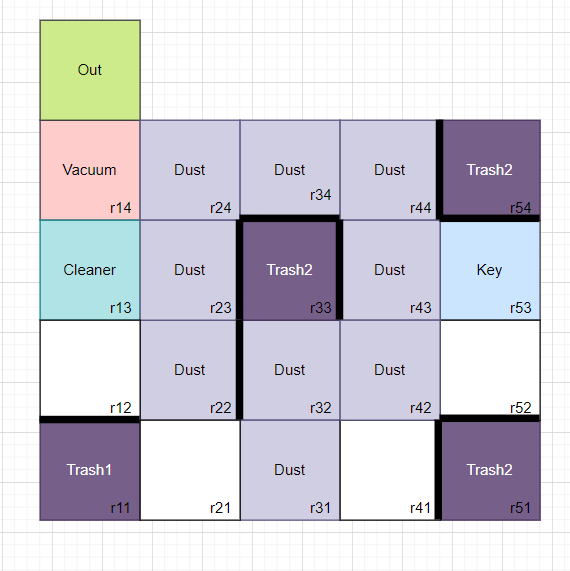 Out
Vacuum
r14
Dust
r24
Dust
r34
Dust
r44
Trash2
r54
Cleaner
r13
Dust
r23
Trash2
r33
Dust
r43
Key
r53
r12
Dust
r22
Dust
r32
Dust
r42
r52
Trash1
r11
r21
Dust
r31
r41
Trash2
r51